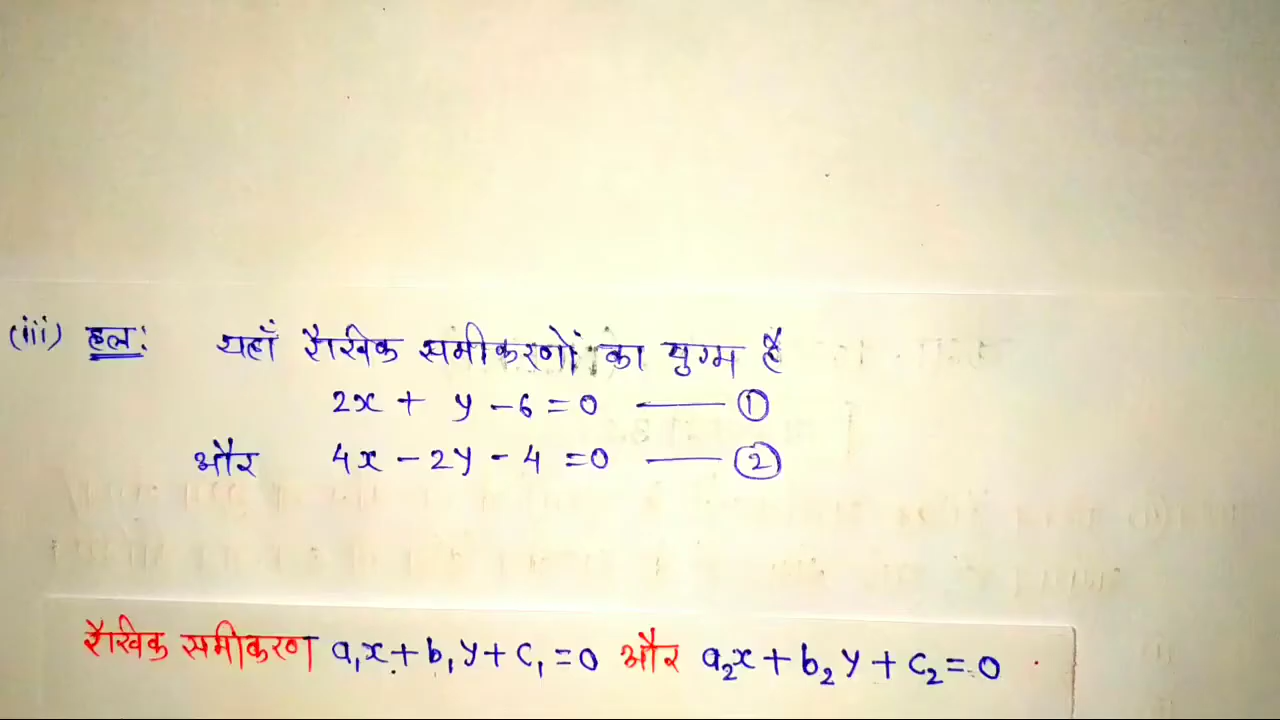 (iii) हल: यहाँ रैखिक समीकरणों का युग्म है
2x + y - 6 = 0 —— ①
और 4x - 2y - 4 = 0 —— ②
रैखिक समीकरण a₁x + b₁y + c₁ = 0 और a₂x + b₂y + c₂ = 0